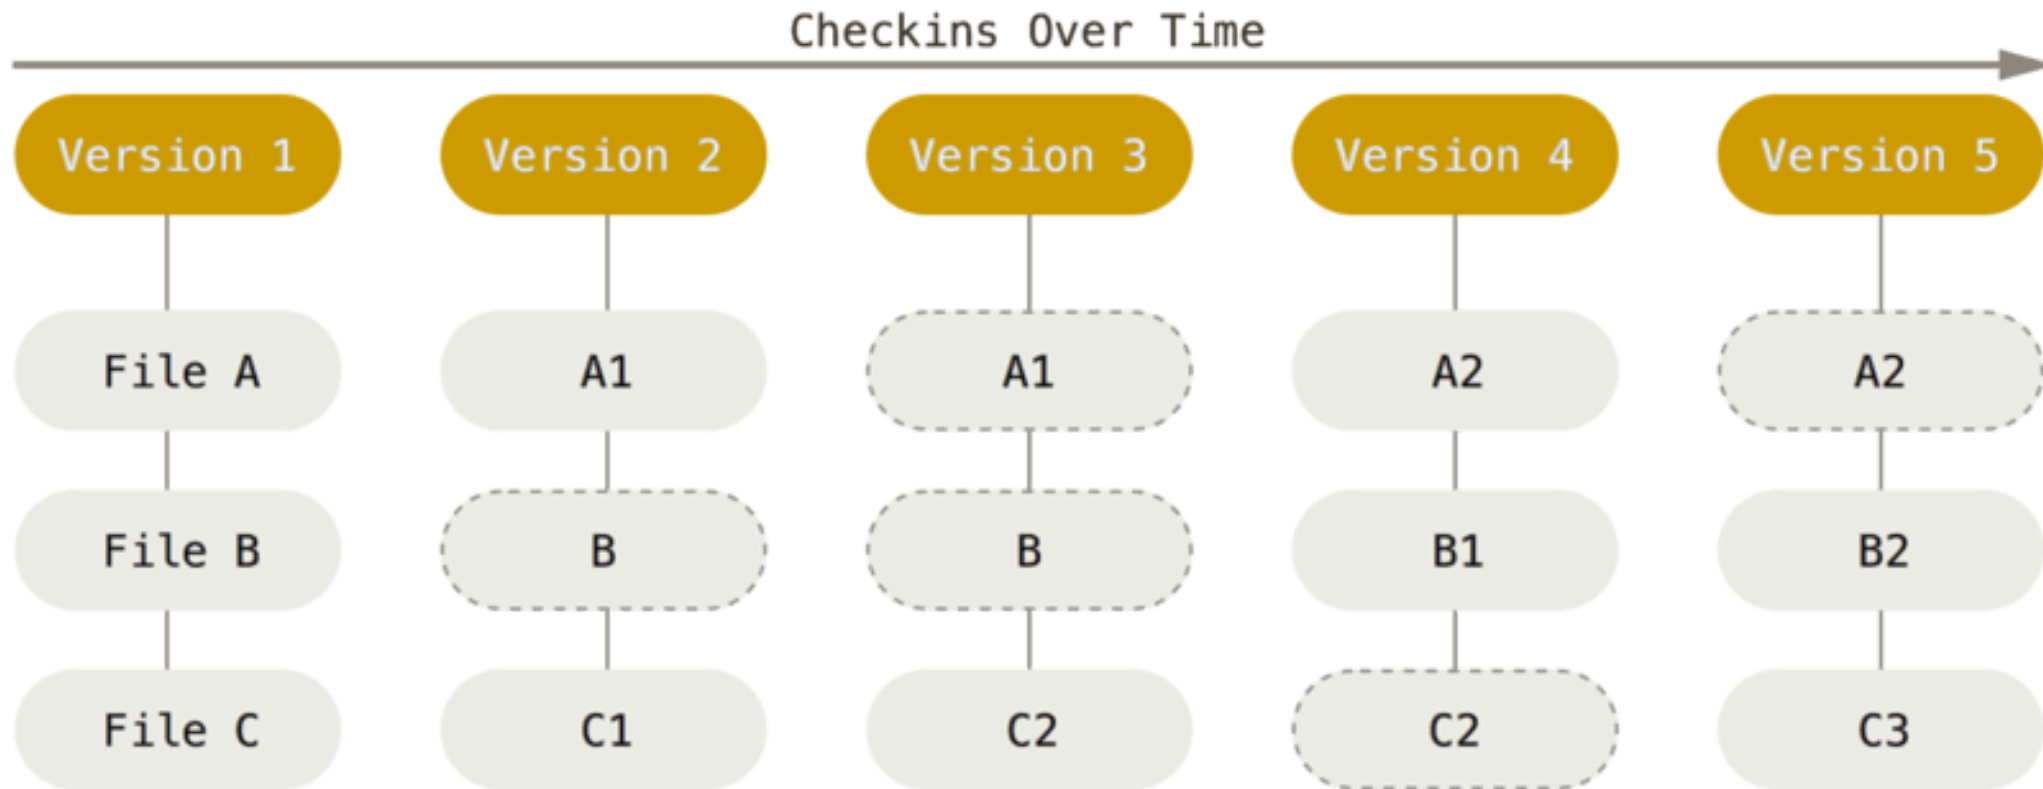 Checkins Over Time
Version 1 Version 2 Version 3 Version 4 Version 5
File A A1 A1 A2 A2
File B B B B1 B2
File C C1 C2 C2 C3